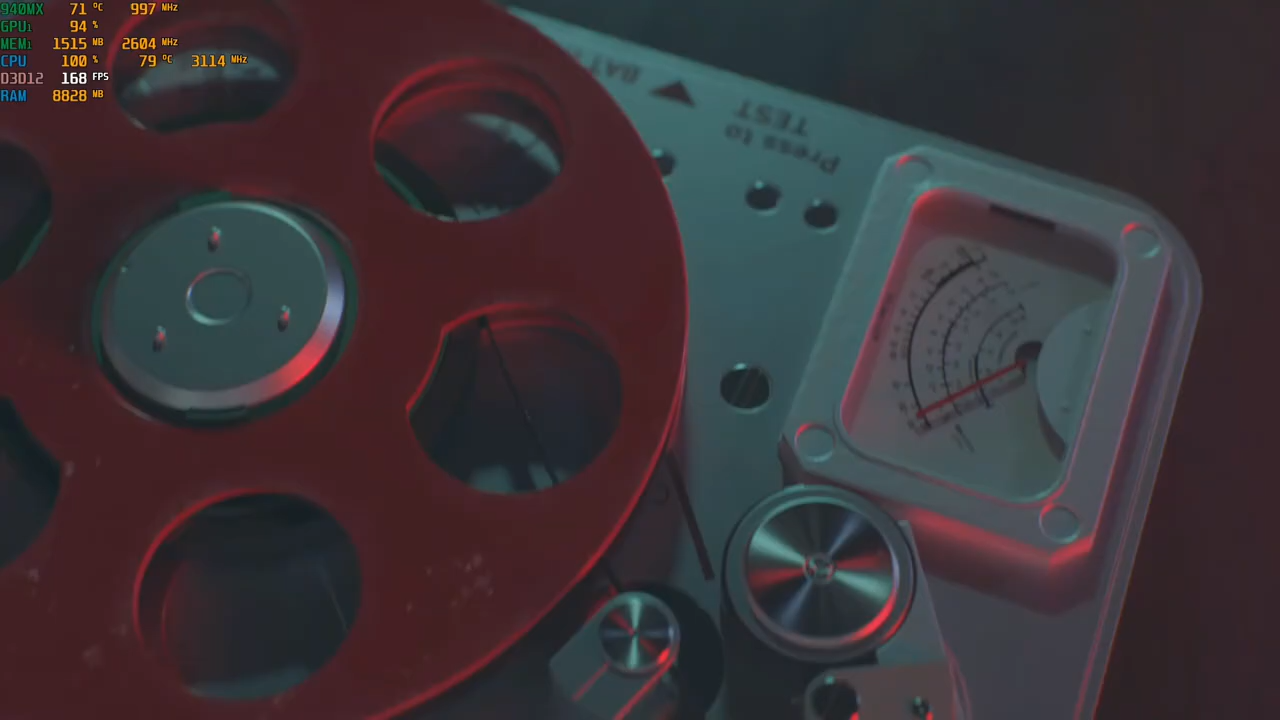 940MX 71 °C 997 MHz
GPU1 94 %
MEM1 1515 MB 2604 MHz
CPU 100 % 79 °C 3114 MHz
D3D12 168 FPS
RAM 8828 MB
BAT
TEST
Press to